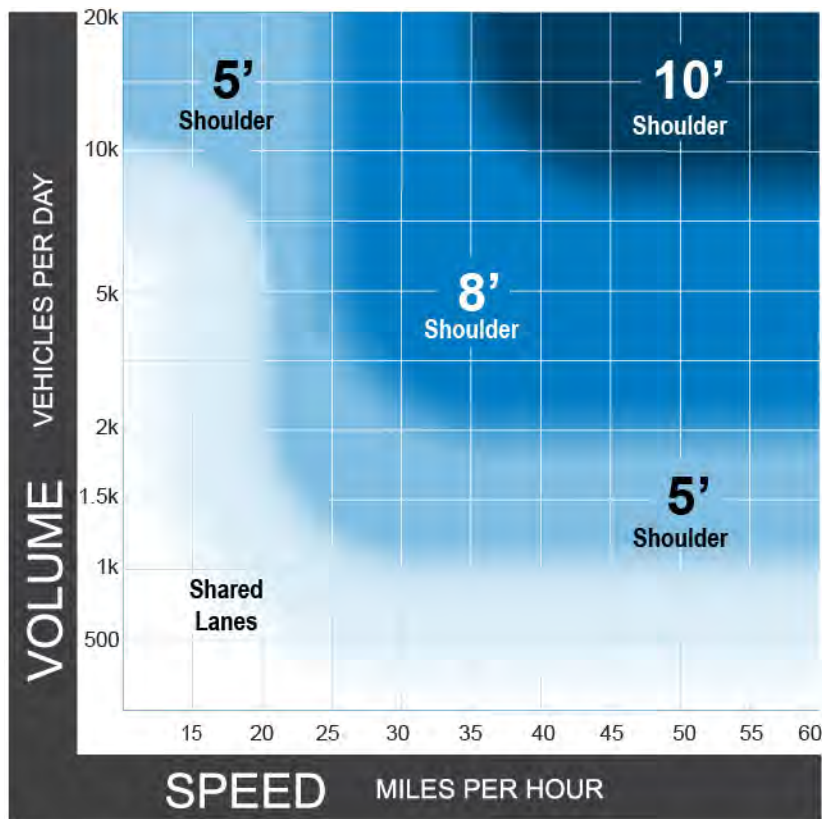 20k
10k
5k
2k
1.5k
1k
500
VOLUME VEHICLES PER DAY
5’
Shoulder
10’
Shoulder
8’
Shoulder
5’
Shoulder
Shared
Lanes
15 20 25 30 35 40 45 50 55 60
SPEED MILES PER HOUR